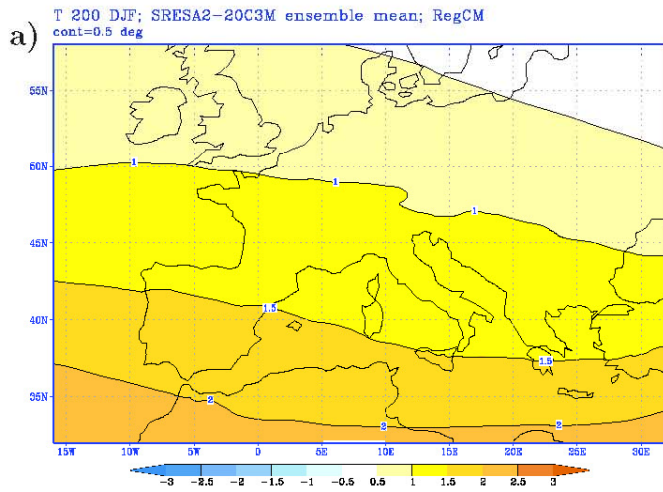 a)
T 200 DJF; SRESA2-20C3M ensemble mean; RegCM
cont=0.5 deg
55N
50N
45N
40N
35N
1
1
1
1.5
1.5
2
2
2
15W 10W 5W 0 5E 10E 15E 20E 25E 30E
-3 -2.5 -2 -1.5 -1 -0.5 0.5 1 1.5 2 2.5 3